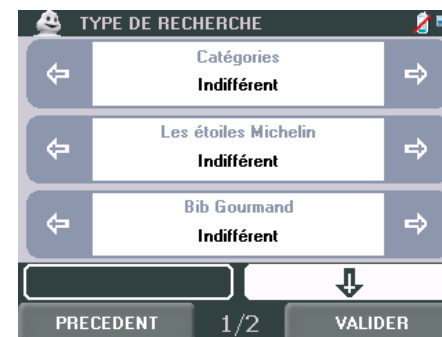 TYPE DE RECHERCHE
Catégories
Indifférent
Les étoiles Michelin
Indifférent
Bib Gourmand
Indifférent
PRECEDENT 1/2 VALIDER